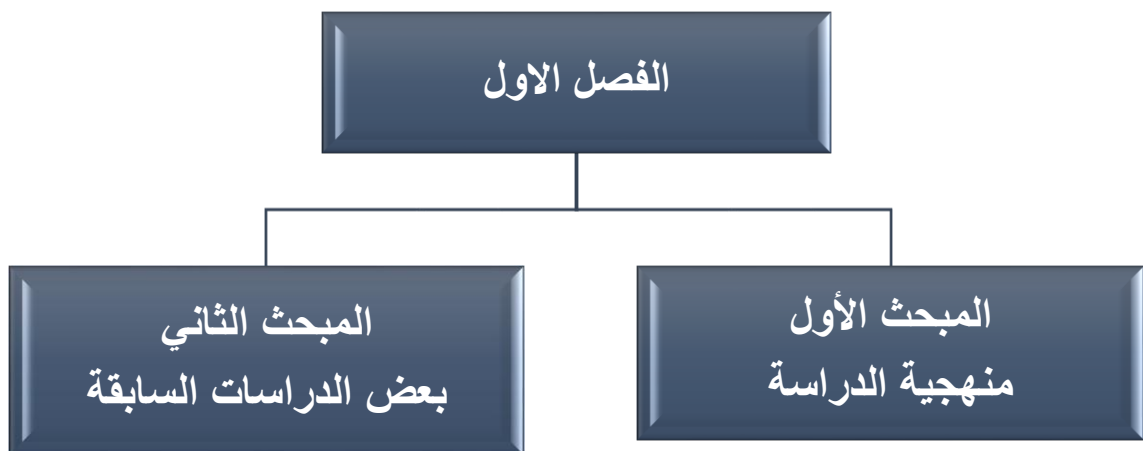 الفصل الاول
المبحث الأول
منهجية الدراسة
المبحث الثاني
بعض الدراسات السابقة